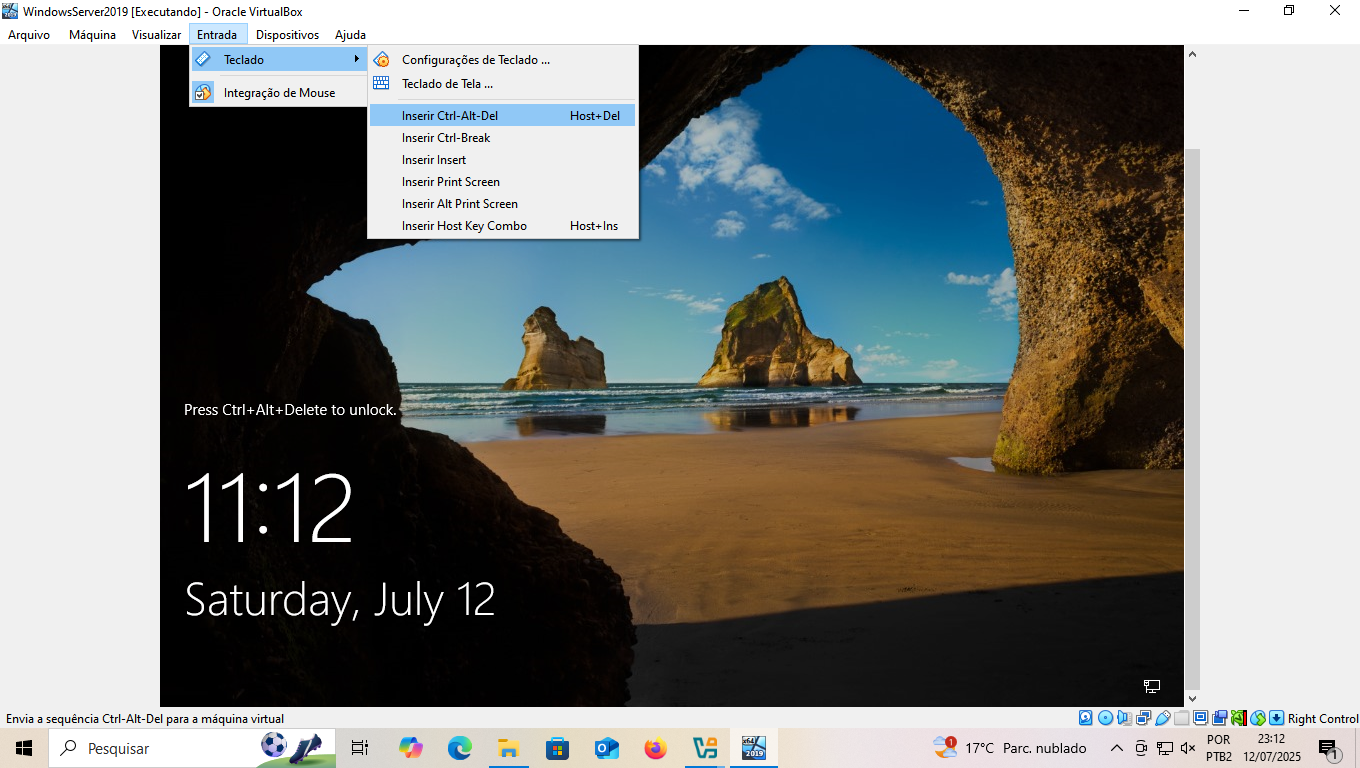 WindowsServer2019 [Executando] - Oracle VirtualBox
Arquivo Máquina Visualizar Entrada Dispositivos Ajuda
Teclado
Integração de Mouse
Configurações de Teclado ...
Teclado de Tela ...
Inserir Ctrl-Alt-Del Host+Del
Inserir Ctrl-Break
Inserir Insert
Inserir Print Screen
Inserir Alt Print Screen
Inserir Host Key Combo Host+Ins
Press Ctrl+Alt+Delete to unlock.
11:12
Saturday, July 12
Envia a sequência Ctrl-Alt-Del para a máquina virtual
Right Control
Pesquisar
x64
2019
1
17°C Parc. nublado
POR
PTB2
23:12
12/07/2025
1